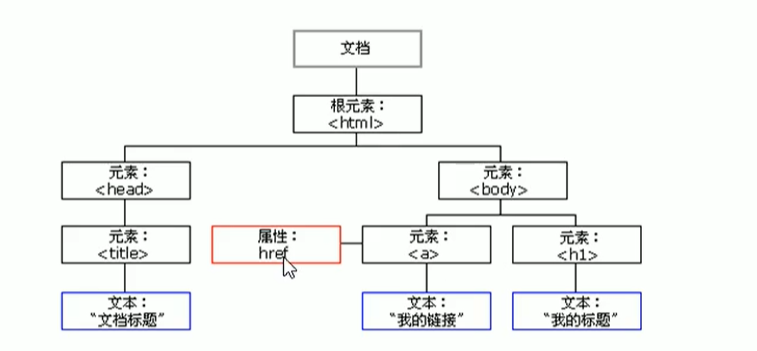 文档
根元素：
<html>
元素：
<head>
元素：
<body>
元素：
<title>
属性：
href
元素：
<a>
元素：
<h1>
文本：
“文档标题”
文本：
“我的链接”
文本：
“我的标题”